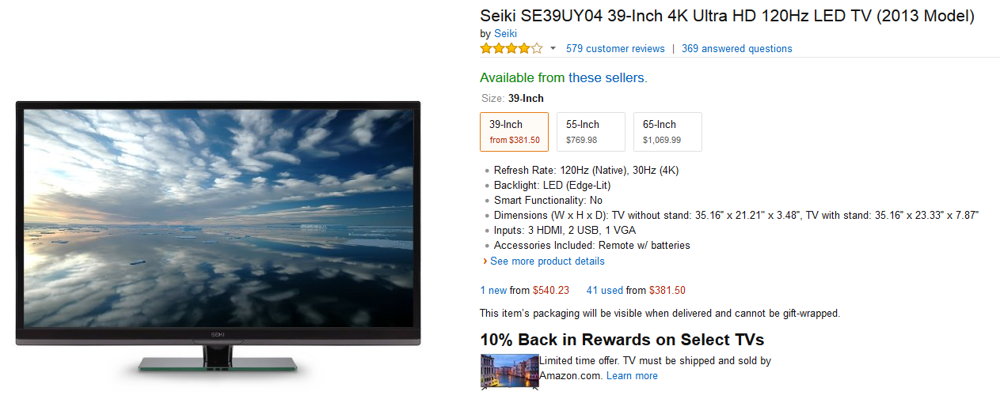 Seiki SE39UY04 39-Inch 4K Ultra HD 120Hz LED TV (2013 Model)
by Seiki
579 customer reviews | 369 answered questions
Available from these sellers.
Size: 39-Inch
39-Inch 55-Inch 65-Inch
from $381.50 $769.98 $1,069.99
Refresh Rate: 120Hz (Native), 30Hz (4K)
Backlight: LED (Edge-Lit)
Smart Functionality: No
Dimensions (W x H x D): TV without stand: 35.16" x 21.21" x 3.48", TV with stand: 35.16" x 23.33" x 7.87"
Inputs: 3 HDMI, 2 USB, 1 VGA
Accessories Included: Remote w/ batteries
› See more product details
1 new from $540.23 41 used from $381.50
This item's packaging will be visible when delivered and cannot be gift-wrapped.
10% Back in Rewards on Select TVs
Limited time offer. TV must be shipped and sold by
Amazon.com. Learn more
SEIKI